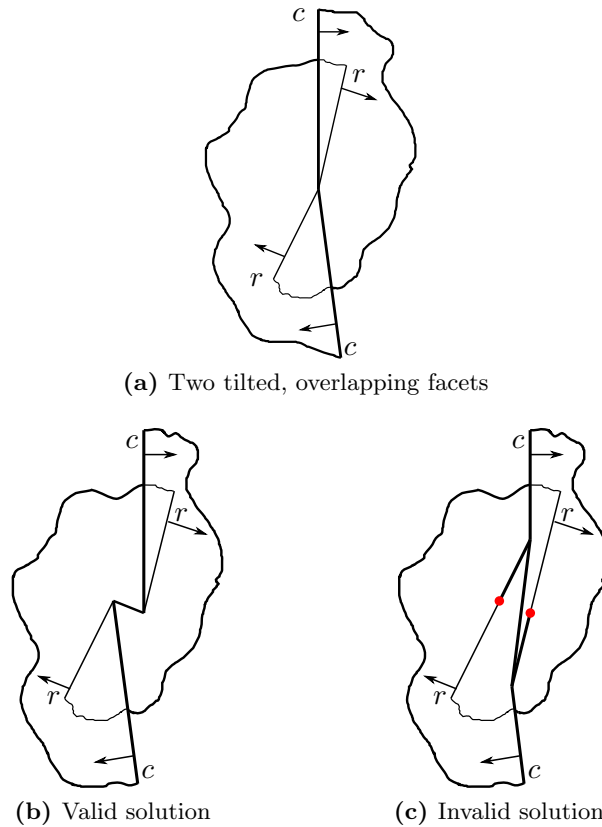 c
r
r
c
(a) Two tilted, overlapping facets
c c
r r
r r
c c
(b) Valid solution (c) Invalid solution